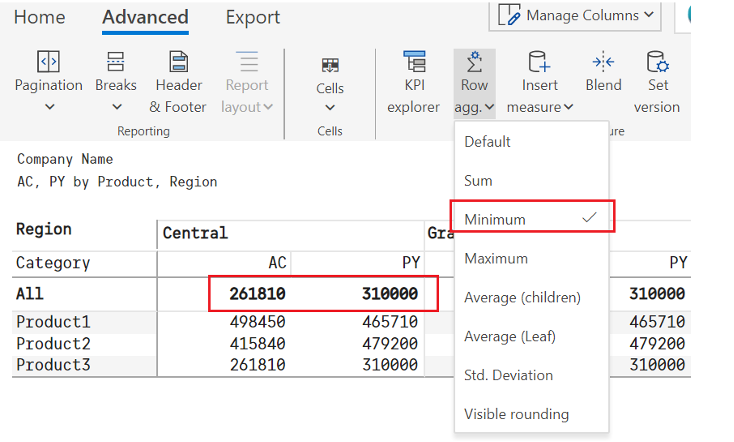 Home Advanced Export Manage Columns
Pagination Breaks Header & Footer Report layout Cells KPI explorer Row agg. Insert measure Blend Set version
Reporting Cells ure
Company Name
AC, PY by Product, Region
Default
Sum
Minimum
Maximum
Average (children)
Average (Leaf)
Std. Deviation
Visible rounding
Region Central Gra
Category AC PY PY
All 261810 310000 310000
Product1 498450 465710 465710
Product2 415840 479200 479200
Product3 261810 310000 310000